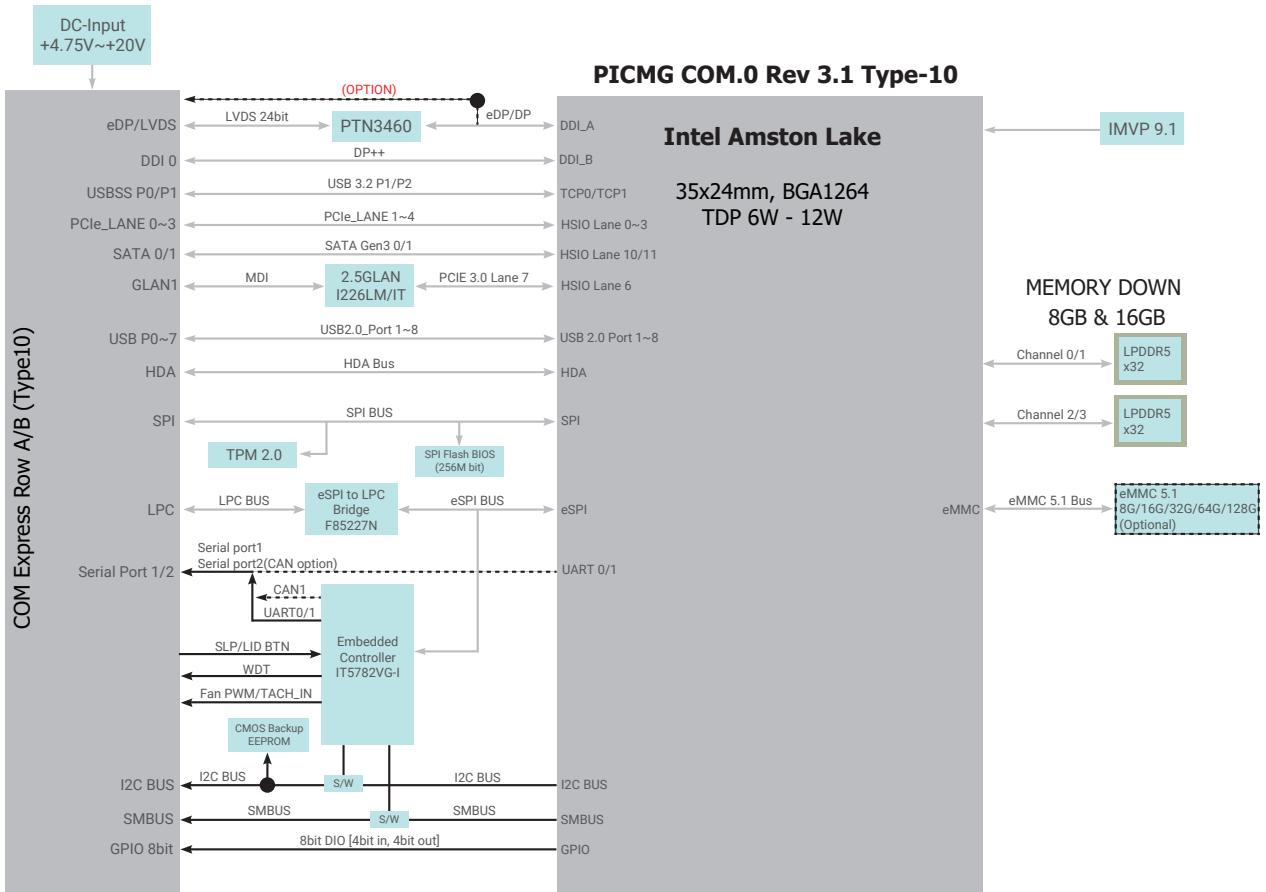 DC-Input
+4.75V~+20V
PICMG COM.0 Rev 3.1 Type-10
(OPTION)
eDP/LVDS
LVDS 24bit
PTN3460
eDP/DP
DDI_A
Intel Amston Lake
IMVP 9.1
DDI 0
DP++
DDI_B
USBSS P0/P1
USB 3.2 P1/P2
TCP0/TCP1
35x24mm, BGA1264
TDP 6W - 12W
PCIe_LANE 0~3
PCIe_LANE 1~4
HSIO Lane 0~3
SATA 0/1
SATA Gen3 0/1
HSIO Lane 10/11
GLAN1
MDI
2.5GLAN
I226LM/IT
PCIE 3.0 Lane 7
HSIO Lane 6
MEMORY DOWN
8GB & 16GB
COM Express Row A/B (Type10)
USB P0~7
USB2.0_Port 1~8
USB 2.0 Port 1~8
HDA
HDA Bus
HDA
Channel 0/1
LPDDR5
x32
SPI
SPI BUS
SPI
Channel 2/3
LPDDR5
x32
TPM 2.0
SPI Flash BIOS
(256M bit)
LPC
LPC BUS
eSPI to LPC
Bridge
F85227N
eSPI BUS
eSPI
eMMC
eMMC 5.1 Bus
eMMC 5.1
8G/16G/32G/64G/128G
(Optional)
Serial port1
Serial port2(CAN option)
Serial Port 1/2
UART 0/1
CAN1
UART0/1
Embedded
Controller
IT5782VG-I
SLP/LID BTN
WDT
Fan PWM/TACH_IN
CMOS Backup
EEPROM
I2C BUS
I2C BUS
S/W
I2C BUS
I2C BUS
SMBUS
SMBUS
S/W
SMBUS
SMBUS
GPIO 8bit
8bit DIO [4bit in, 4bit out]
GPIO